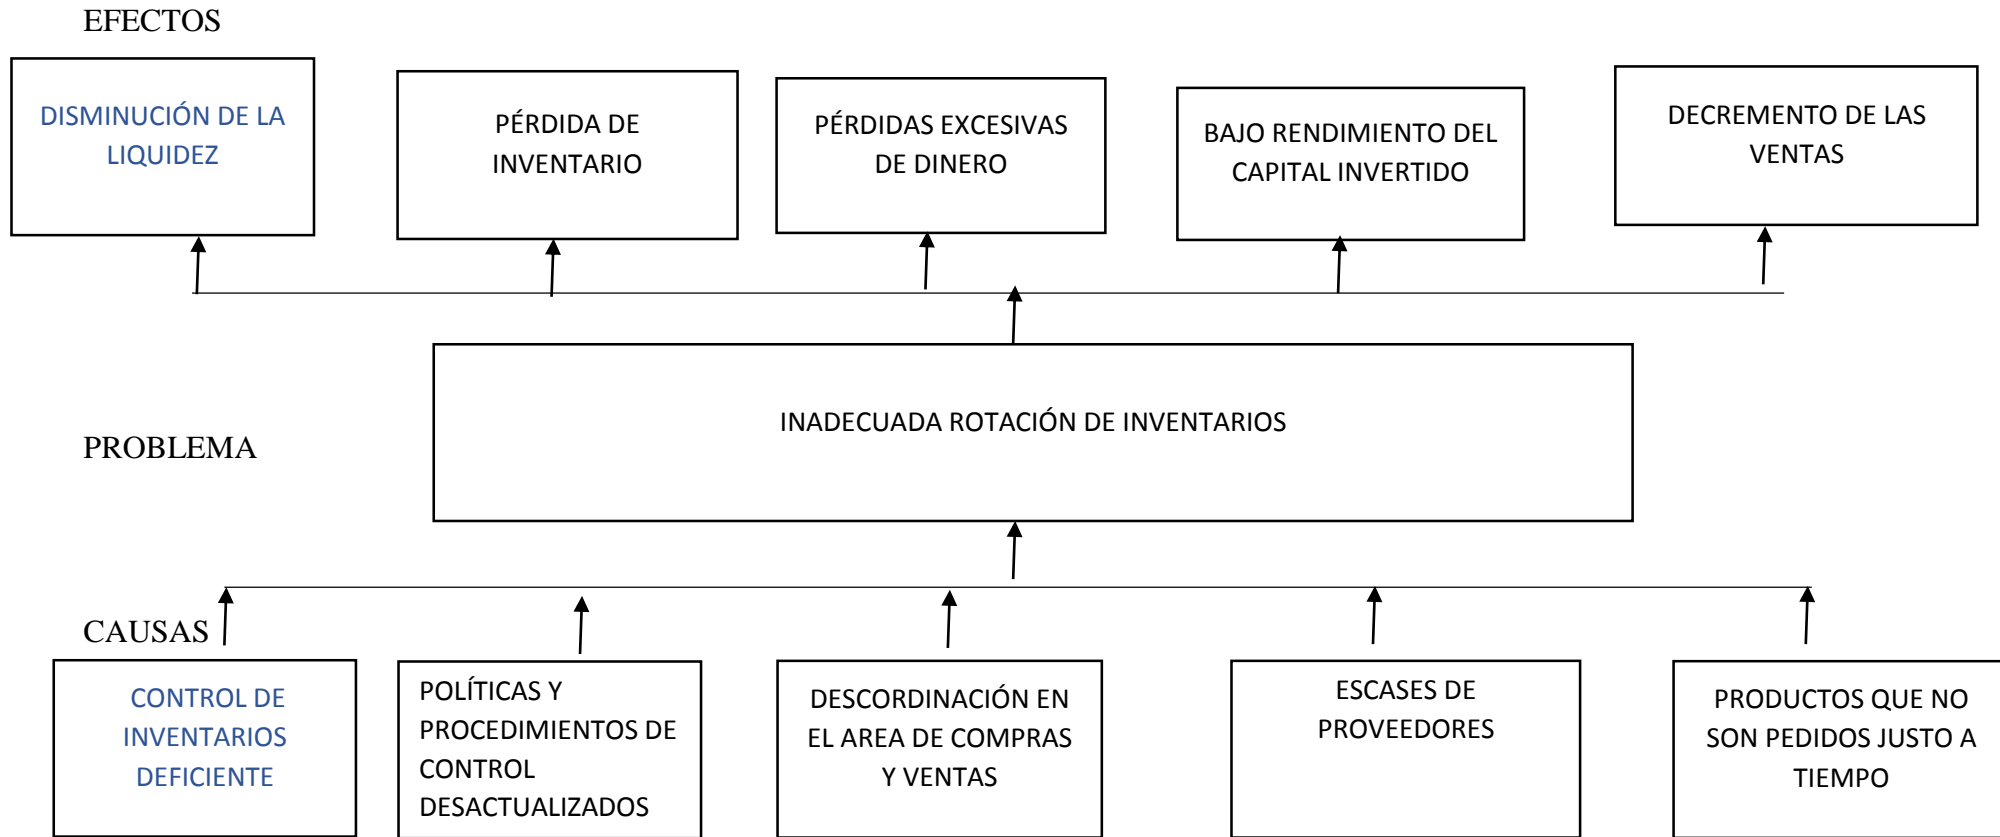 EFECTOS
DISMINUCIÓN DE LA
LIQUIDEZ
PÉRDIDA DE
INVENTARIO
PÉRDIDAS EXCESIVAS
DE DINERO
BAJO RENDIMIENTO DEL
CAPITAL INVERTIDO
DECREMENTO DE LAS
VENTAS
PROBLEMA
INADECUADA ROTACIÓN DE INVENTARIOS
CAUSAS
CONTROL DE
INVENTARIOS
DEFICIENTE
POLÍTICAS Y
PROCEDIMIENTOS DE
CONTROL
DESACTUALIZADOS
DESCORDINACIÓN EN
EL AREA DE COMPRAS
Y VENTAS
ESCASES DE
PROVEEDORES
PRODUCTOS QUE NO
SON PEDIDOS JUSTO A
TIEMPO